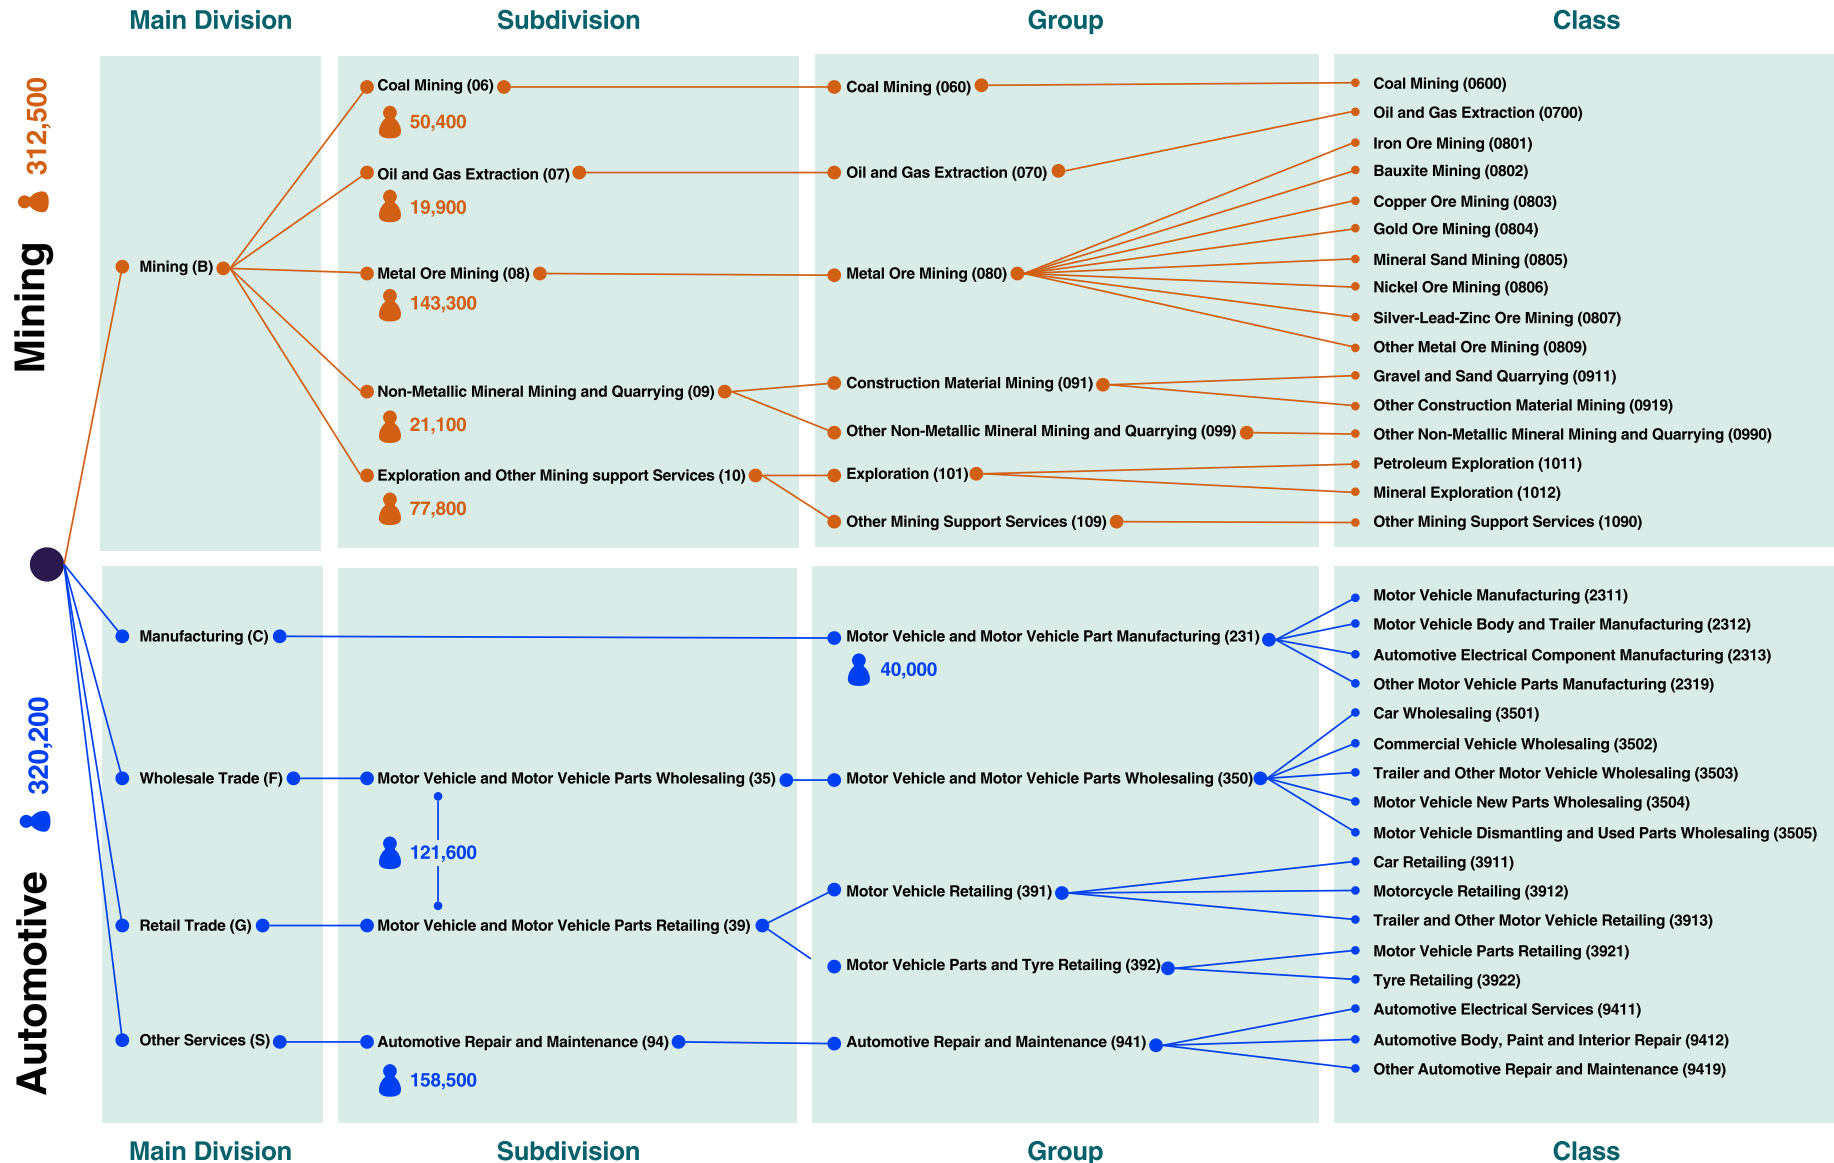 Main Division
Subdivision
Group
Class
Mining
312,500
Mining (B)
Coal Mining (06)
50,400
Oil and Gas Extraction (07)
19,900
Metal Ore Mining (08)
143,300
Non-Metallic Mineral Mining and Quarrying (09)
21,100
Exploration and Other Mining support Services (10)
77,800
Coal Mining (060)
Oil and Gas Extraction (070)
Metal Ore Mining (080)
Construction Material Mining (091)
Other Non-Metallic Mineral Mining and Quarrying (099)
Exploration (101)
Other Mining Support Services (109)
Coal Mining (0600)
Oil and Gas Extraction (0700)
Iron Ore Mining (0801)
Bauxite Mining (0802)
Copper Ore Mining (0803)
Gold Ore Mining (0804)
Mineral Sand Mining (0805)
Nickel Ore Mining (0806)
Silver-Lead-Zinc Ore Mining (0807)
Other Metal Ore Mining (0809)
Gravel and Sand Quarrying (0911)
Other Construction Material Mining (0919)
Other Non-Metallic Mineral Mining and Quarrying (0990)
Petroleum Exploration (1011)
Mineral Exploration (1012)
Other Mining Support Services (1090)
Automotive
320,200
Manufacturing (C)
Wholesale Trade (F)
Retail Trade (G)
Other Services (S)
Motor Vehicle and Motor Vehicle Parts Wholesaling (35)
121,600
Motor Vehicle and Motor Vehicle Parts Retailing (39)
Automotive Repair and Maintenance (94)
158,500
Motor Vehicle and Motor Vehicle Part Manufacturing (231)
40,000
Motor Vehicle and Motor Vehicle Parts Wholesaling (350)
Motor Vehicle Retailing (391)
Motor Vehicle Parts and Tyre Retailing (392)
Automotive Repair and Maintenance (941)
Motor Vehicle Manufacturing (2311)
Motor Vehicle Body and Trailer Manufacturing (2312)
Automotive Electrical Component Manufacturing (2313)
Other Motor Vehicle Parts Manufacturing (2319)
Car Wholesaling (3501)
Commercial Vehicle Wholesaling (3502)
Trailer and Other Motor Vehicle Wholesaling (3503)
Motor Vehicle New Parts Wholesaling (3504)
Motor Vehicle Dismantling and Used Parts Wholesaling (3505)
Car Retailing (3911)
Motorcycle Retailing (3912)
Trailer and Other Motor Vehicle Retailing (3913)
Motor Vehicle Parts Retailing (3921)
Tyre Retailing (3922)
Automotive Electrical Services (9411)
Automotive Body, Paint and Interior Repair (9412)
Other Automotive Repair and Maintenance (9419)
Main Division
Subdivision
Group
Class